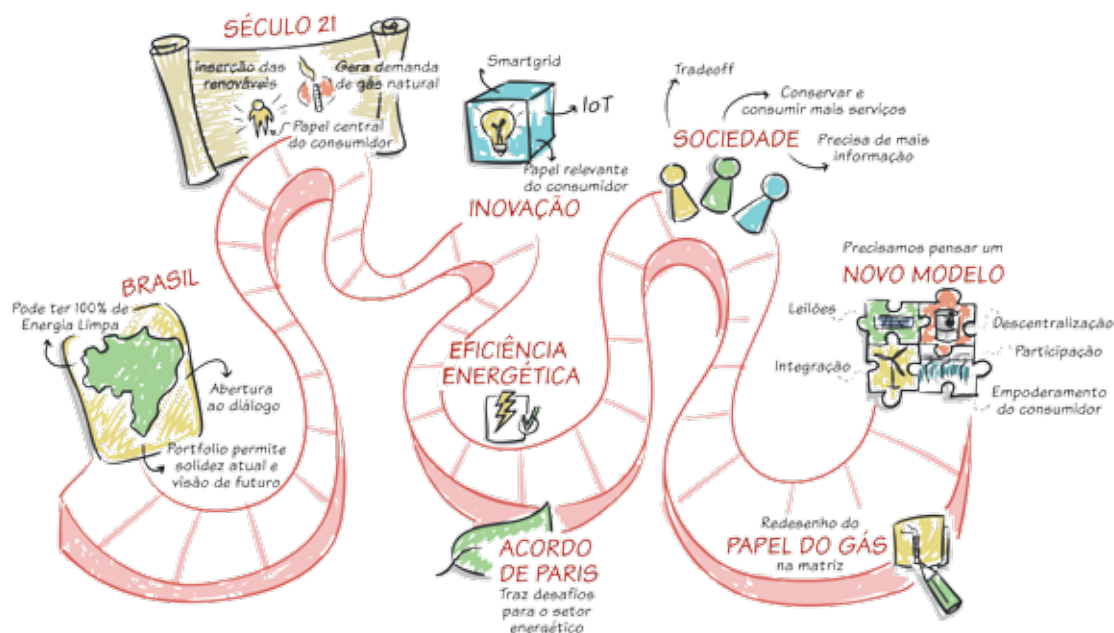 SÉCULO 21
Inserção das
renováveis
Gera demanda
de gás natural
Papel central
do consumidor
Smartgrid
IoT
Papel relevante
do consumidor
INOVAÇÃO
Tradeoff
Conservar e
consumir mais serviços
SOCIEDADE
Precisa de mais
informação
BRASIL
Pode ter 100% de
Energia Limpa
Abertura
ao diálogo
Portfolio permite
solidez atual e
visão de futuro
EFICIÊNCIA
ENERGÉTICA
ACORDO
DE PARIS
Traz desafios
para o setor
energético
Precisamos pensar um
NOVO MODELO
Leilões
Descentralização
Participação
Integração
Empoderamento
do consumidor
Redesenho do
PAPEL DO GÁS
na matriz